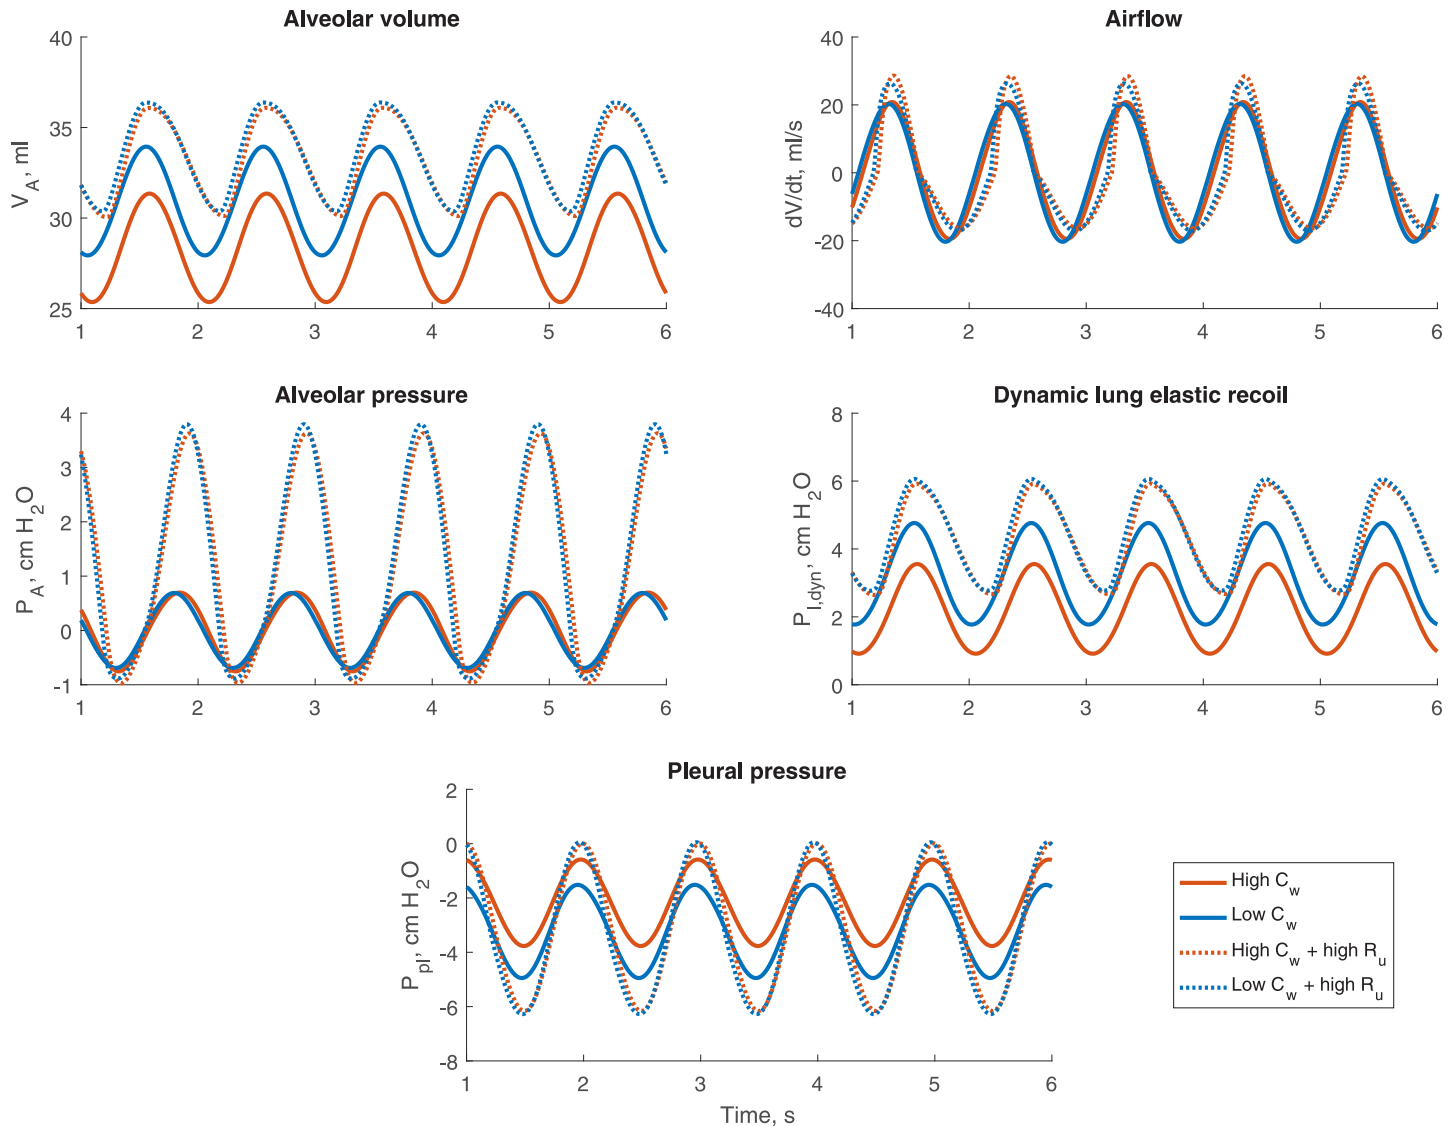 Alveolar volume
V_A, ml
40
35
30
25
1 2 3 4 5 6
Airflow
dV/dt, ml/s
40
20
0
-20
-40
1 2 3 4 5 6
Alveolar pressure
P_A, cm H_2O
4
3
2
1
0
-1
1 2 3 4 5 6
Dynamic lung elastic recoil
P_l,dyn, cm H_2O
8
6
4
2
0
1 2 3 4 5 6
Pleural pressure
P_pl, cm H_2O
2
0
-2
-4
-6
-8
1 2 3 4 5 6
Time, s
High C_w
Low C_w
High C_w + high R_u
Low C_w + high R_u